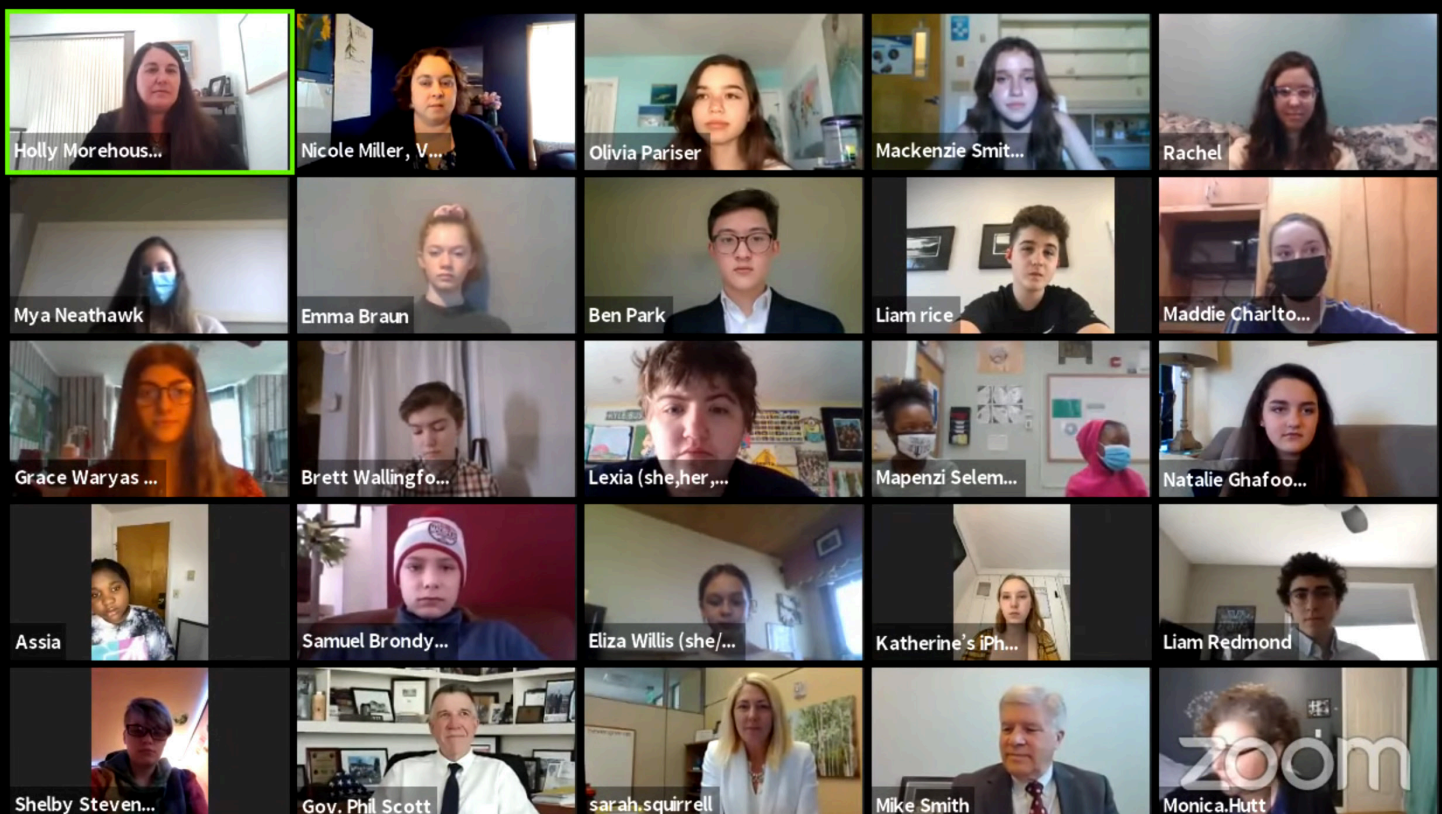 Holly Morehous...
Nicole Miller, V...
Olivia Pariser
Mackenzie Smit...
Rachel
Mya Neathawk
Emma Braun
Ben Park
Liam rice
Maddie Charlto...
Grace Waryas ...
Brett Wallingfo...
Lexia (she,her,...
Mapenzi Selem...
Natalie Ghafoo...
Assia
Samuel Brondy...
Eliza Willis (she/...
Katherine’s iPh...
Liam Redmond
Shelby Steven...
Gov. Phil Scott
sarah.squirrell
Mike Smith
Monica.Hutt
zoom